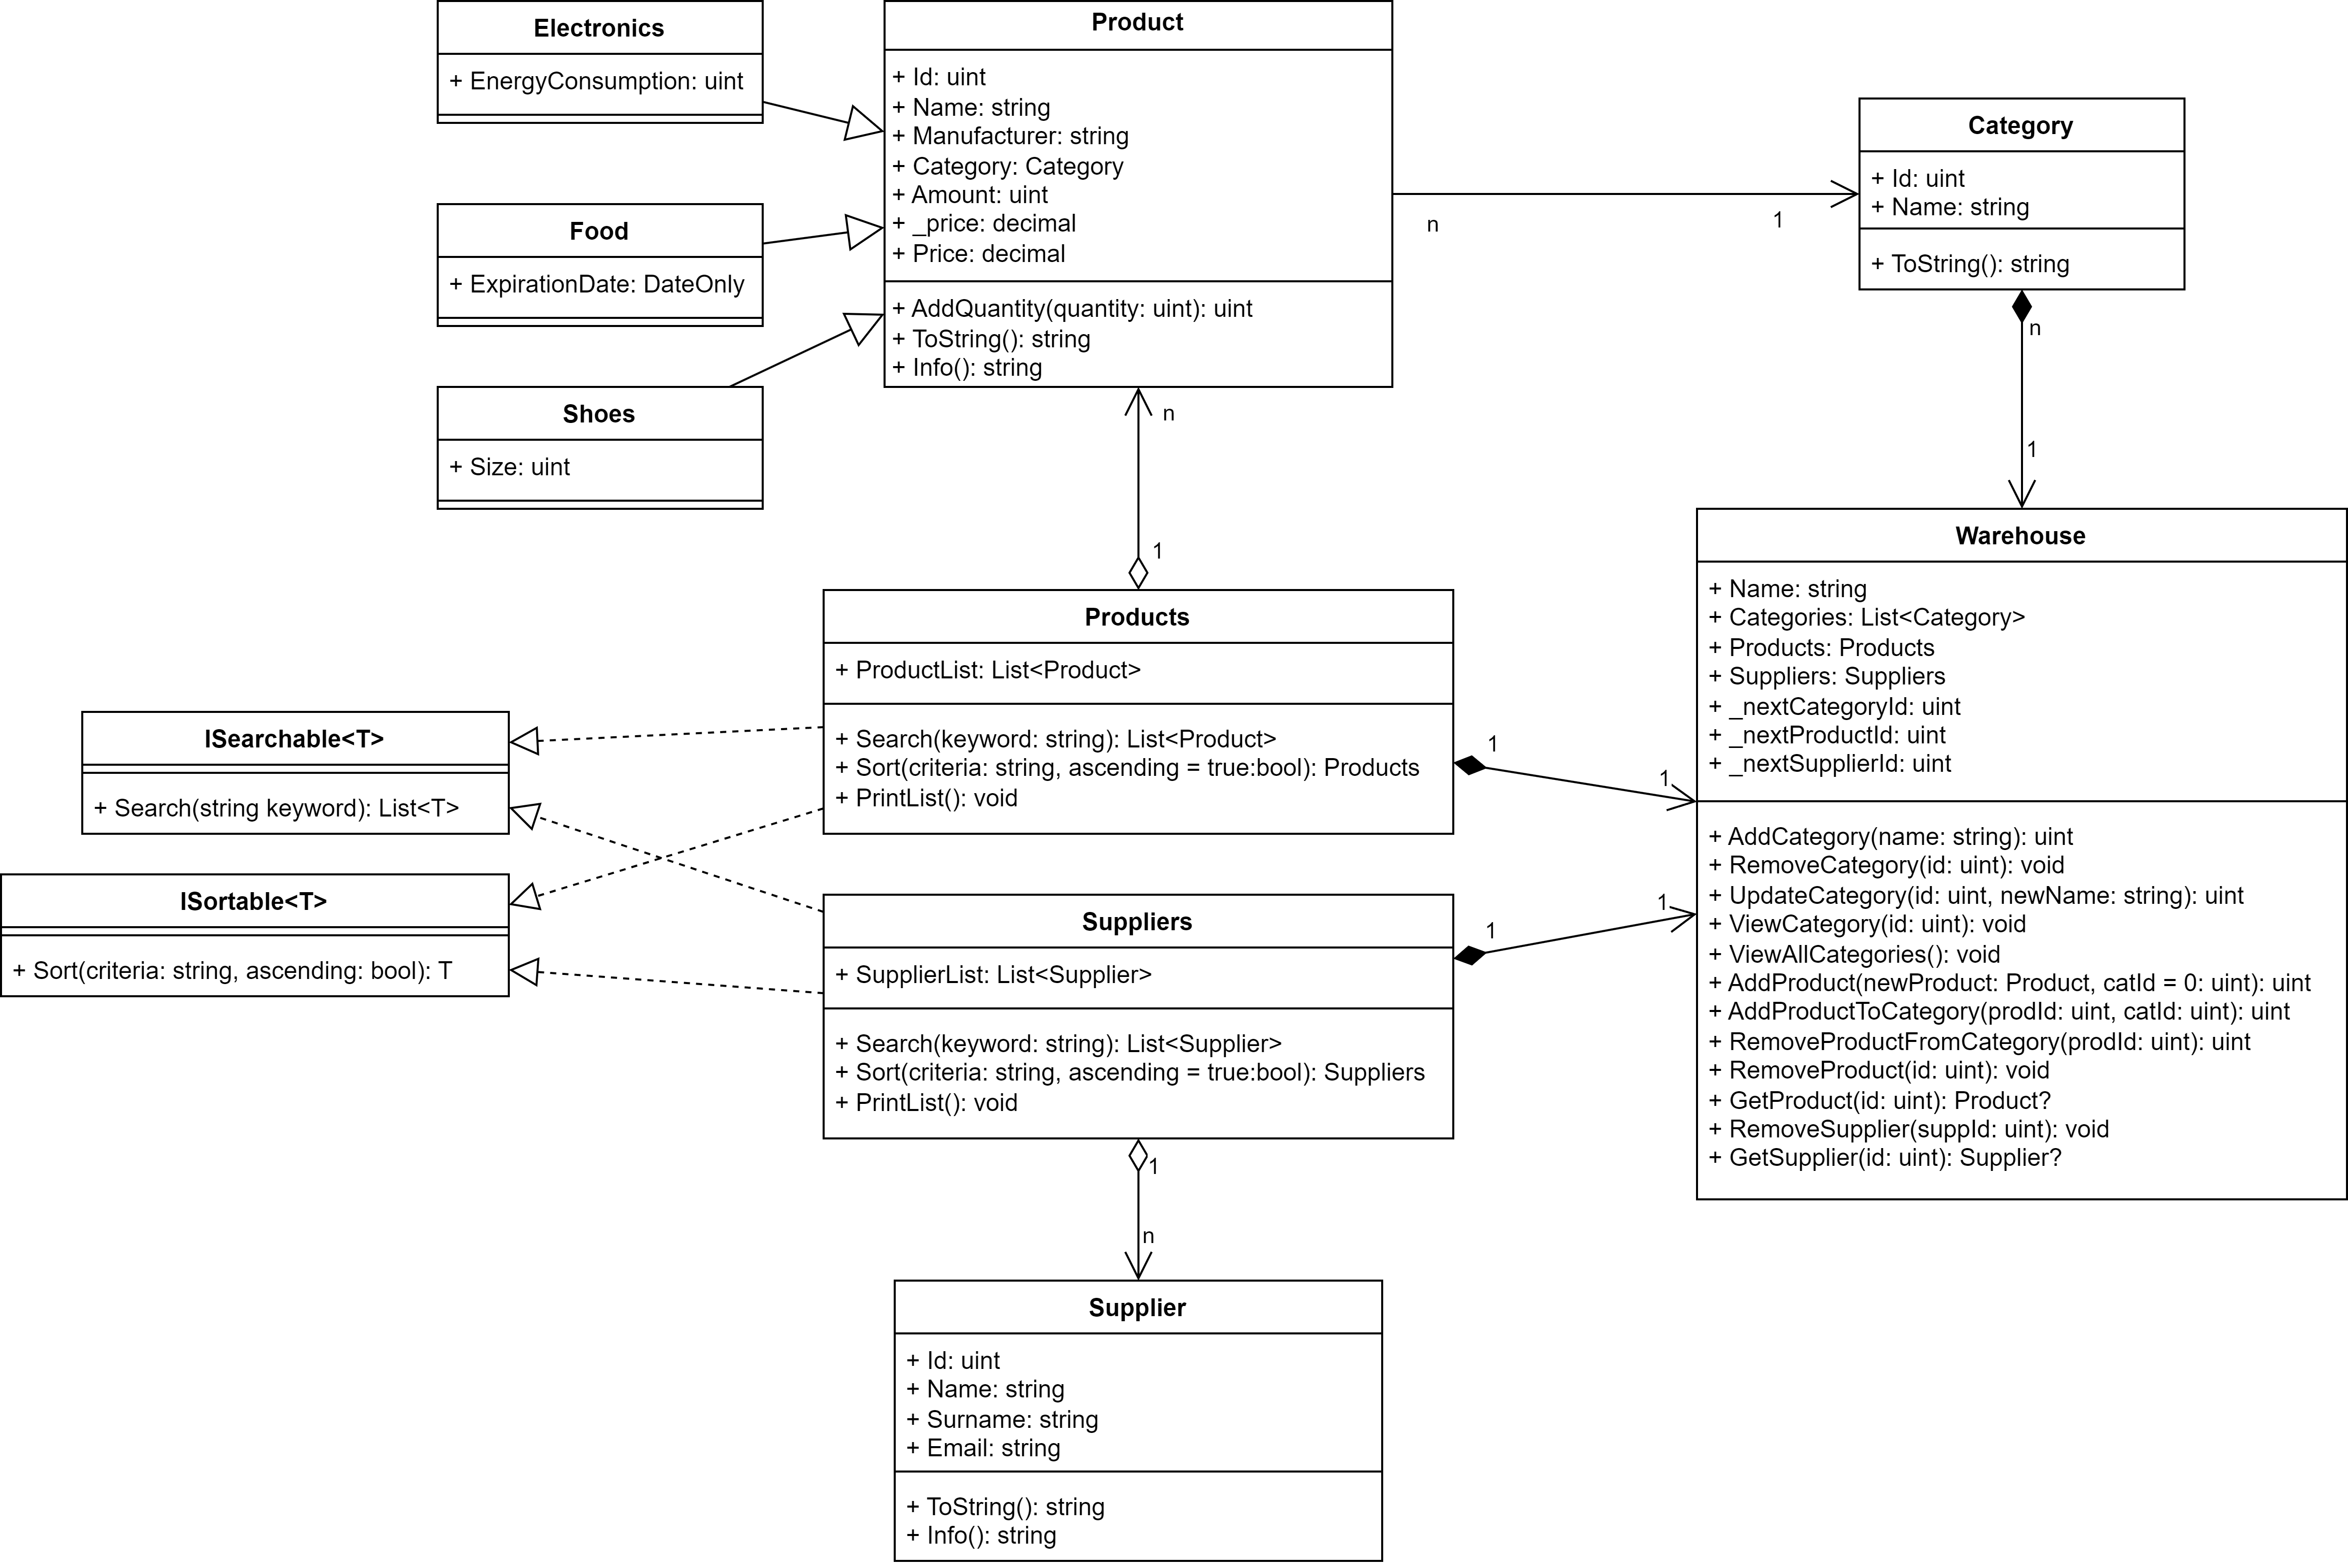 Electronics
+ EnergyConsumption: uint
Food
+ ExpirationDate: DateOnly
Shoes
+ Size: uint
Product
+ Id: uint
+ Name: string
+ Manufacturer: string
+ Category: Category
+ Amount: uint
+ _price: decimal
+ Price: decimal
+ AddQuantity(quantity: uint): uint
+ ToString(): string
+ Info(): string
n
1
Category
+ Id: uint
+ Name: string
+ ToString(): string
n
1
n
1
Products
+ ProductList: List<Product>
+ Search(keyword: string): List<Product>
+ Sort(criteria: string, ascending = true:bool): Products
+ PrintList(): void
1
1
ISearchable<T>
+ Search(string keyword): List<T>
ISortable<T>
+ Sort(criteria: string, ascending: bool): T
Suppliers
+ SupplierList: List<Supplier>
+ Search(keyword: string): List<Supplier>
+ Sort(criteria: string, ascending = true:bool): Suppliers
+ PrintList(): void
1
1
1
n
Warehouse
+ Name: string
+ Categories: List<Category>
+ Products: Products
+ Suppliers: Suppliers
+ _nextCategoryId: uint
+ _nextProductId: uint
+ _nextSupplierId: uint
+ AddCategory(name: string): uint
+ RemoveCategory(id: uint): void
+ UpdateCategory(id: uint, newName: string): uint
+ ViewCategory(id: uint): void
+ ViewAllCategories(): void
+ AddProduct(newProduct: Product, catId = 0: uint): uint
+ AddProductToCategory(prodId: uint, catId: uint): uint
+ RemoveProductFromCategory(prodId: uint): uint
+ RemoveProduct(id: uint): void
+ GetProduct(id: uint): Product?
+ RemoveSupplier(suppId: uint): void
+ GetSupplier(id: uint): Supplier?
Supplier
+ Id: uint
+ Name: string
+ Surname: string
+ Email: string
+ ToString(): string
+ Info(): string